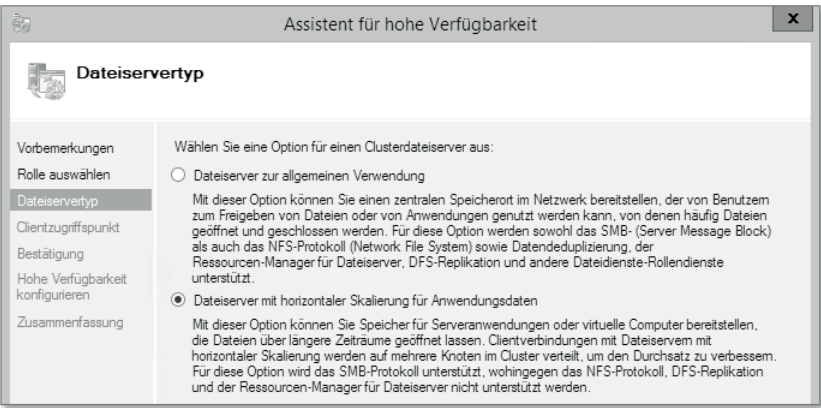 Assistent für hohe Verfügbarkeit
x
Dateiservertyp
Vorbemerkungen
Rolle auswählen
Dateiservertyp
Clientzugriffspunkt
Bestätigung
Hohe Verfügbarkeit
konfigurieren
Zusammenfassung
Wählen Sie eine Option für einen Clusterdateiserver aus:
Dateiserver zur allgemeinen Verwendung
Mit dieser Option können Sie einen zentralen Speicherort im Netzwerk bereitstellen, der von Benutzern
zum Freigeben von Dateien oder von Anwendungen genutzt werden kann, von denen häufig Dateien
geöffnet und geschlossen werden. Für diese Option werden sowohl das SMB- (Server Message Block)
als auch das NFS-Protokoll (Network File System) sowie Datendeduplizierung, der
Ressourcen-Manager für Dateiserver, DFS-Replikation und andere Dateidienste-Rollendienste
unterstützt.
Dateiserver mit horizontaler Skalierung für Anwendungsdaten
Mit dieser Option können Sie Speicher für Serveranwendungen oder virtuelle Computer bereitstellen,
die Dateien über längere Zeiträume geöffnet lassen. Clientverbindungen mit Dateiservern mit
horizontaler Skalierung werden auf mehrere Knoten im Cluster verteilt, um den Durchsatz zu verbessern.
Für diese Option wird das SMB-Protokoll unterstützt, wohingegen das NFS-Protokoll, DFS-Replikation
und der Ressourcen-Manager für Dateiserver nicht unterstützt werden.